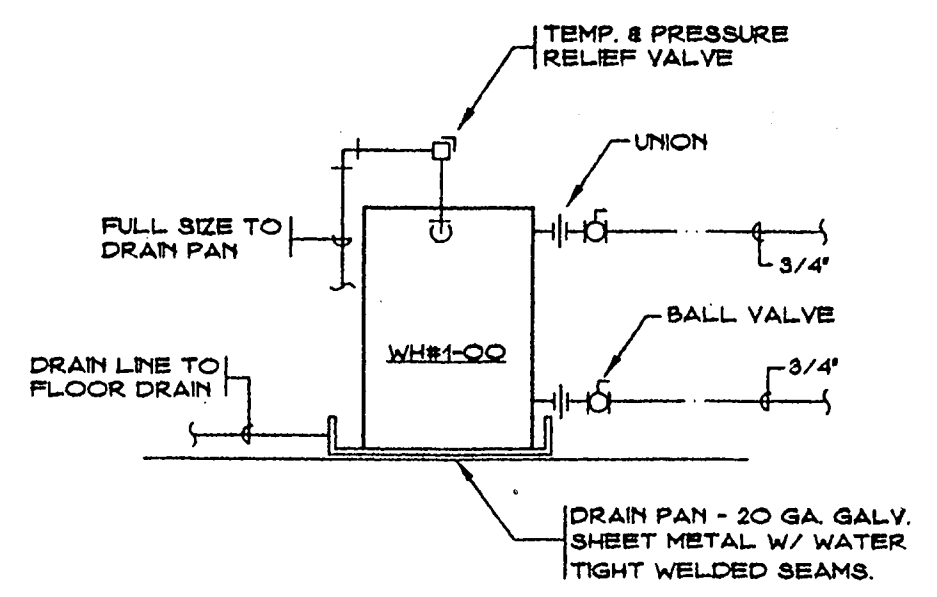 TEMP. & PRESSURE
RELIEF VALVE
UNION
FULL SIZE TO
DRAIN PAN
3/4"
BALL VALVE
WH#1-00
DRAIN LINE TO
FLOOR DRAIN
3/4"
DRAIN PAN - 20 GA. GALV.
SHEET METAL W/ WATER
TIGHT WELDED SEAMS.